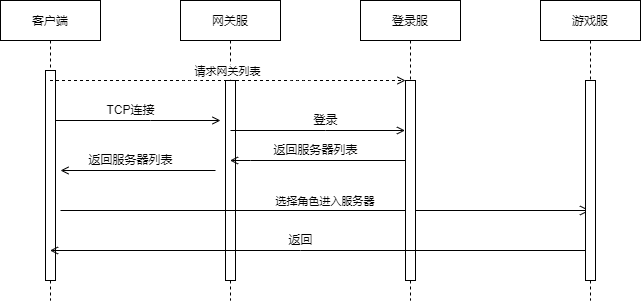 客户端
网关服
登录服
游戏服
请求网关列表
TCP连接
登录
返回服务器列表
返回服务器列表
选择角色进入服务器
返回